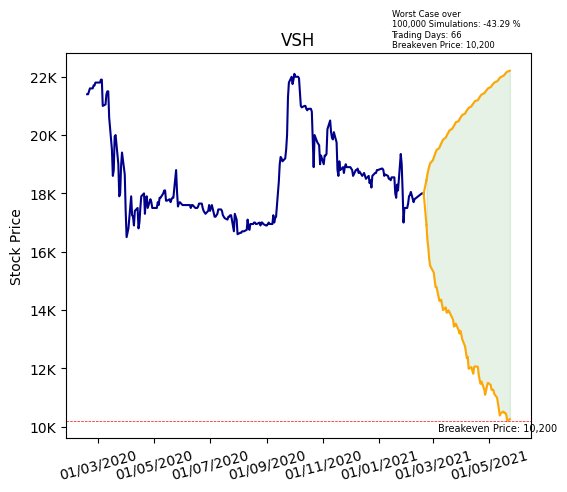 Worst Case over
100,000 Simulations: -43.29 %
Trading Days: 66
Breakeven Price: 10,200
VSH
Stock Price
22K
20K
18K
16K
14K
12K
10K
Breakeven Price: 10,200
01/03/2020
01/05/2020
01/07/2020
01/09/2020
01/11/2020
01/01/2021
01/03/2021
01/05/2021